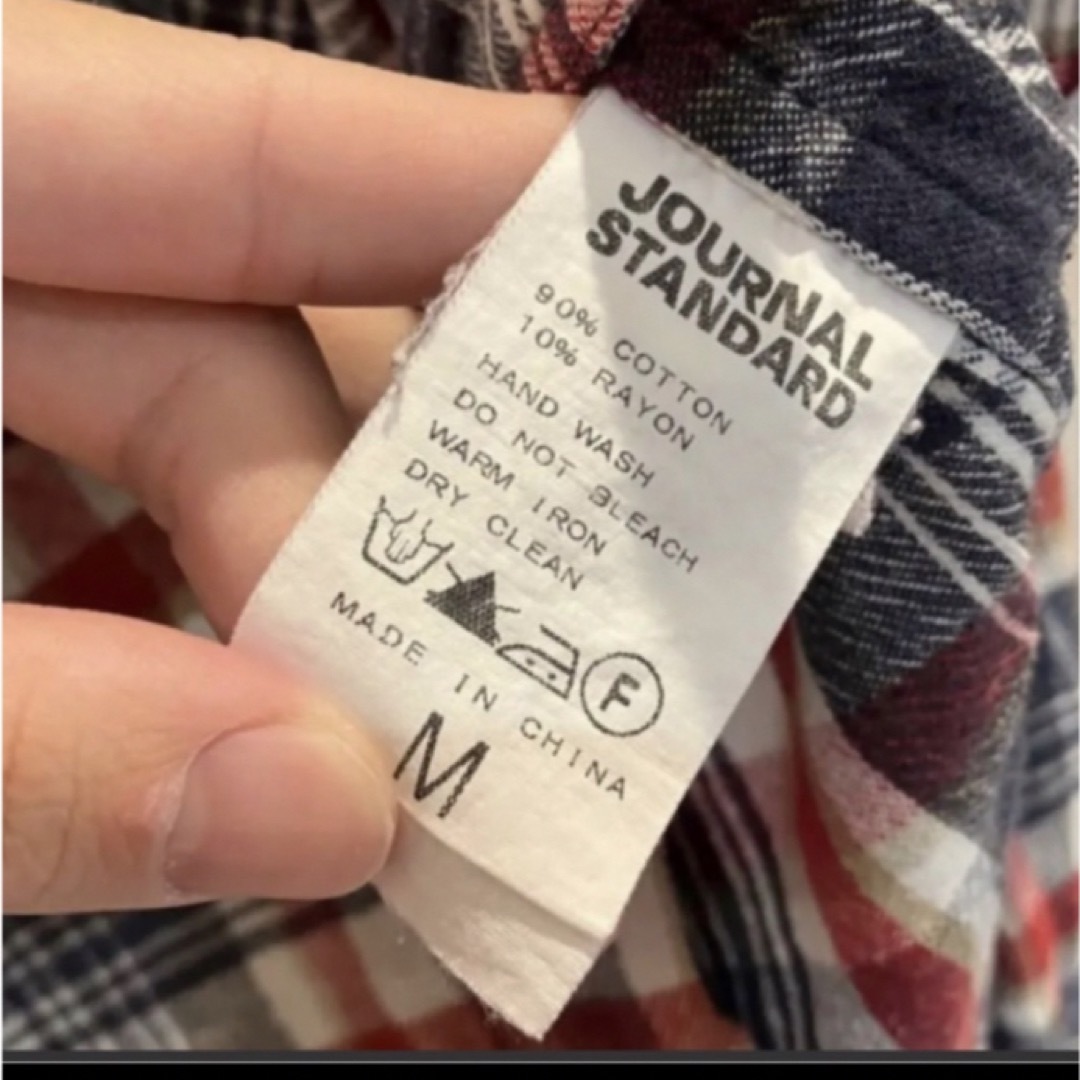 JOURNAL
STANDARD
90% COTTON
10% RAYON
HAND WASH
DO NOT BLEACH
WARM IRON
DRY CLEAN
F
MADE IN CHINA
M